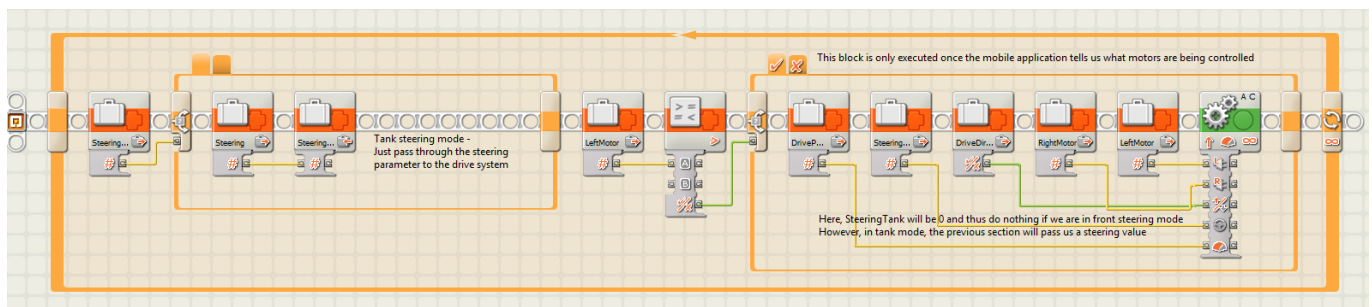 This block is only executed once the mobile application tells us what motors are being controlled
A C
Steering...
Steering
Steering...
Tank steering mode -
Just pass through the steering
parameter to the drive system
LeftMotor
> =
= <
>
A
B
DriveP...
Steering...
DriveDir...
RightMotor
LeftMotor
#
#
#
#
#
#
#
#
L
R
Here, SteeringTank will be 0 and thus do nothing if we are in front steering mode
However, in tank mode, the previous section will pass us a steering value